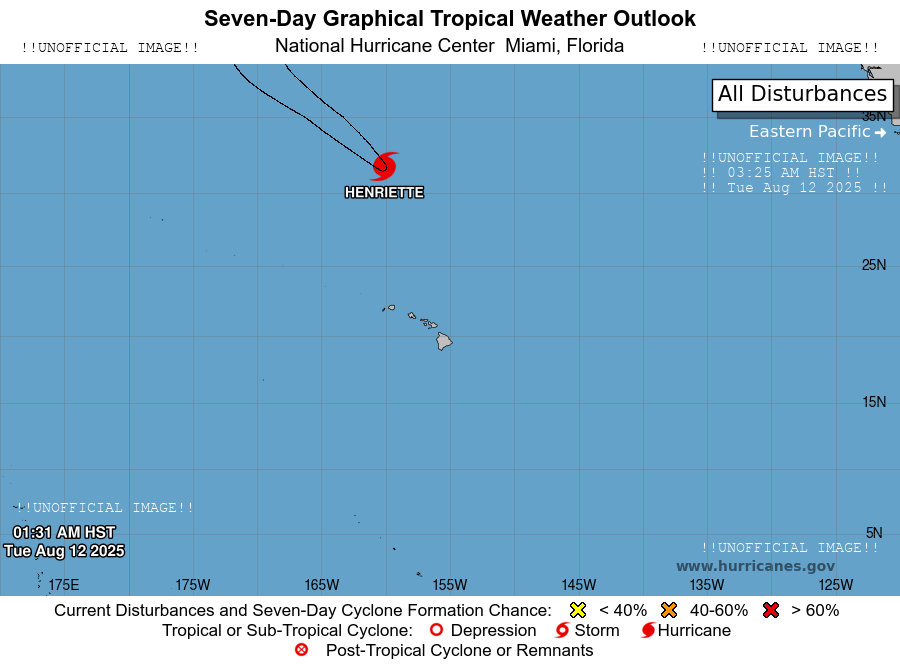 Seven-Day Graphical Tropical Weather Outlook
!!UNOFFICIAL IMAGE!! National Hurricane Center Miami, Florida !!UNOFFICIAL IMAGE!!
All Disturbances
35N
Eastern Pacific
!!UNOFFICIAL IMAGE!!
!! 03:25 AM HST !!
!! Tue Aug 12 2025 !!
HENRIETTE
25N
15N
!!UNOFFICIAL IMAGE!!
01:31 AM HST
Tue Aug 12 2025
5N
!!UNOFFICIAL IMAGE!!
www.hurricanes.gov
175E 175W 165W 155W 145W 135W 125W
Current Disturbances and Seven-Day Cyclone Formation Chance: < 40% 40-60% > 60%
Tropical or Sub-Tropical Cyclone: Depression Storm Hurricane
Post-Tropical Cyclone or Remnants